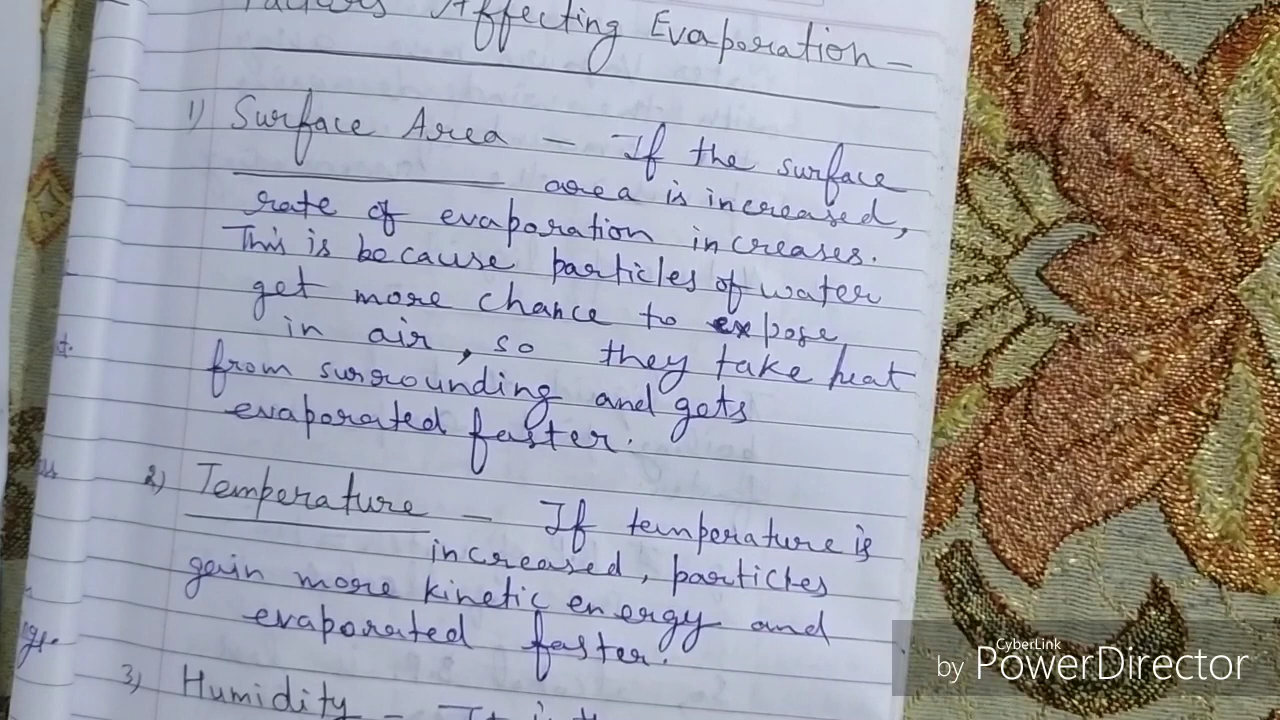 Factors Affecting Evaporation –
1) Surface Area – If the surface
area is increased,
rate of evaporation increases.
This is because particles of water
get more chance to expose
in air, so they take heat
from surrounding and gets
evaporated faster.
2) Temperature – If temperature is
increased, particles
gain more kinetic energy and
evaporated faster.
3) Humidity –
CyberLink
by PowerDirector